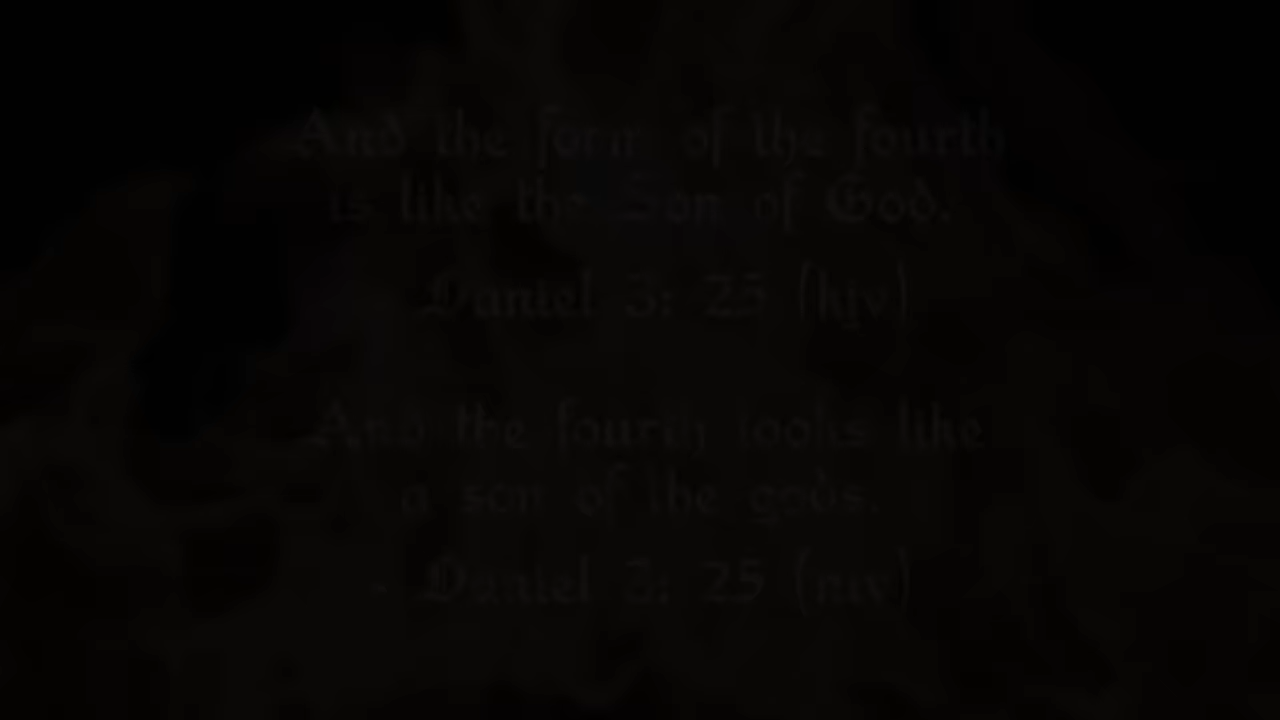 And the form of the fourth
is like the Son of God.
- Daniel 3: 25 (kjv)
And the fourth looks like
a son of the gods.
- Daniel 3: 25 (niv)